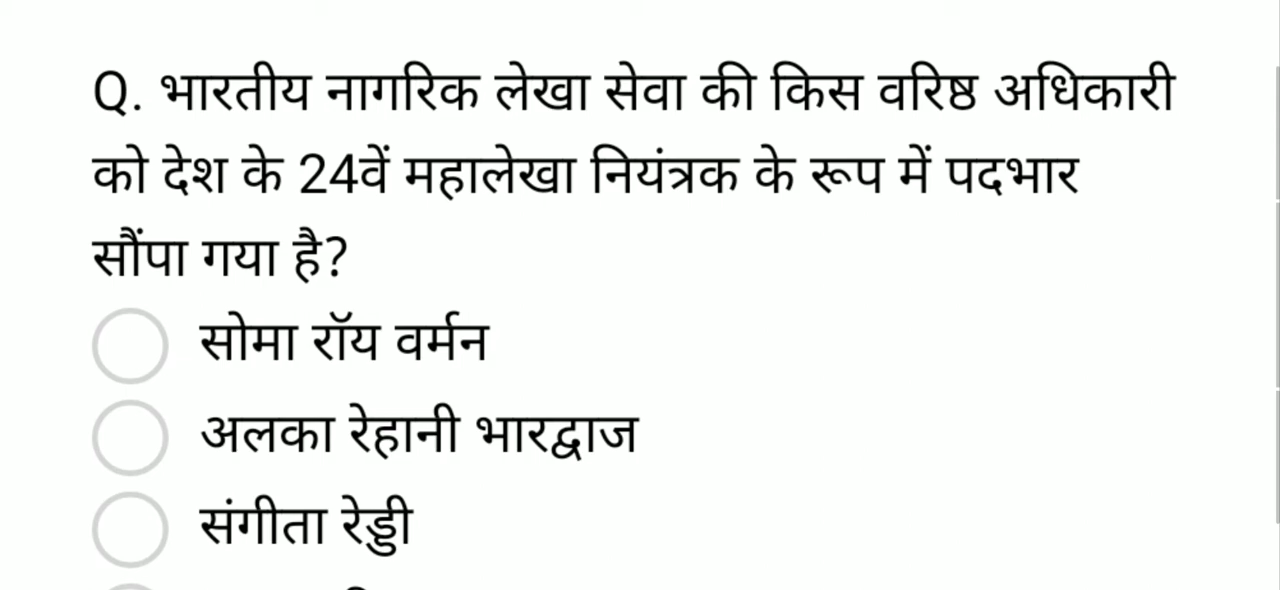 Q. भारतीय नागरिक लेखा सेवा की किस वरिष्ठ अधिकारी
को देश के 24वें महालेखा नियंत्रक के रूप में पदभार
सौंपा गया है?
सोमा रॉय वर्मन
अलका रेहानी भारद्वाज
संगीता रेड्डी